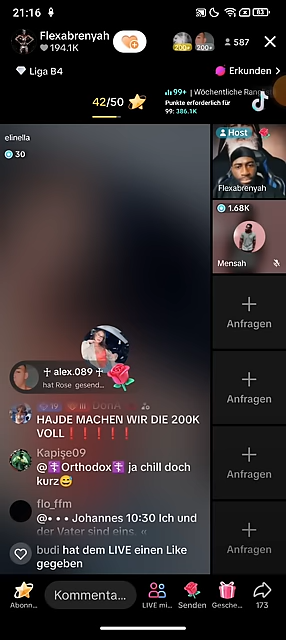 21:16
83
Flexabrenyah
194.1K
200+
200+
587
Liga B4
Erkunden >
42/50
99+ | Wöchentliche Ran
Punkte erforderlich für
99: 386.1K
elinella
30
Host
Flexabrenyah
1.68K
Mensah
Anfragen
Anfragen
Anfragen
Anfragen
♱ alex.089 ♱
hat Rose gesend...
HAJDE MACHEN WIR DIE 200K
VOLL❗❗❗❗❗
Kapişe09
@☦️Orthodox☦️ ja chill doch
kurz😅
flo_ffm
@• • • Johannes 10:30 Ich und
der Vater sind eins. «
budi hat dem LIVE einen Like
gegeben
Abonn...
Kommenta...
LIVE mi...
Senden
Gesche...
173